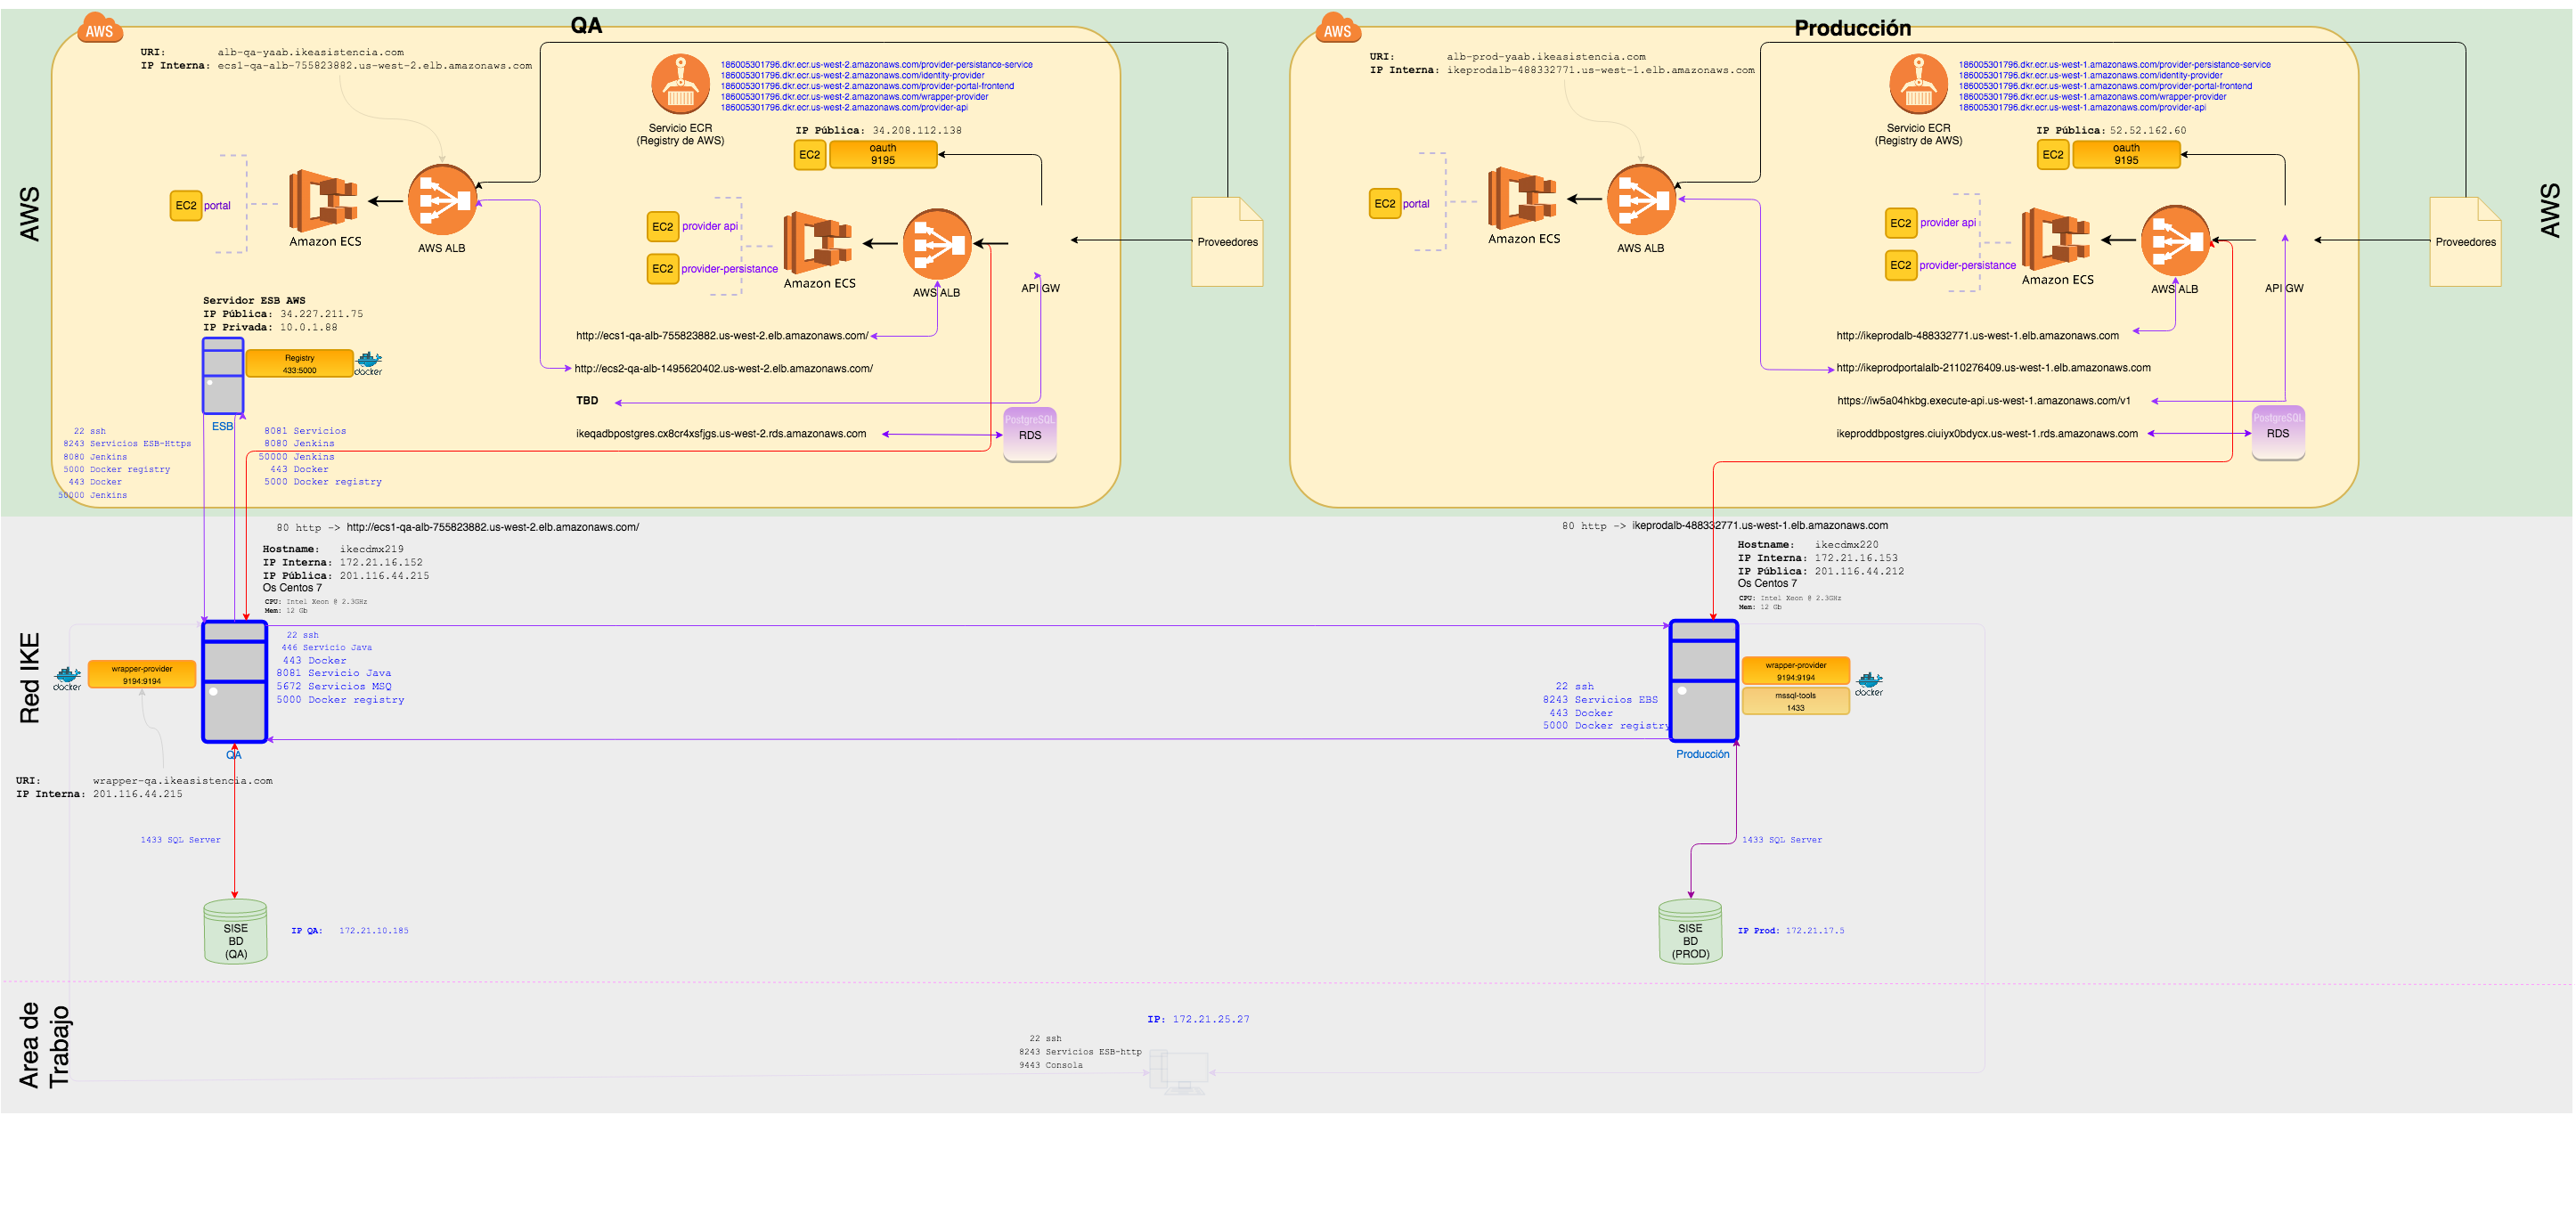 QA
Producción
AWS
AWS
AWS
AWS
URI: alb-qa-yaab.ikeasistencia.com
IP Interna: ecs1-qa-alb-755823882.us-west-2.elb.amazonaws.com
186005301796.dkr.ecr.us-west-2.amazonaws.com/provider-persistance-service
186005301796.dkr.ecr.us-west-2.amazonaws.com/identity-provider
186005301796.dkr.ecr.us-west-2.amazonaws.com/provider-portal-frontend
186005301796.dkr.ecr.us-west-2.amazonaws.com/wrapper-provider
186005301796.dkr.ecr.us-west-2.amazonaws.com/provider-api
Servicio ECR
(Registry de AWS)
IP Pública: 34.208.112.138
EC2
oauth
9195
EC2
portal
Amazon ECS
AWS ALB
EC2
provider api
EC2
provider-persistance
Amazon ECS
AWS ALB
API GW
Proveedores
Servidor ESB AWS
IP Pública: 34.227.211.75
IP Privada: 10.0.1.88
Registry
433:5000
docker
ESB
http://ecs1-qa-alb-755823882.us-west-2.elb.amazonaws.com/
http://ecs2-qa-alb-1495620402.us-west-2.elb.amazonaws.com/
TBD
ikeqadbpostgres.cx8cr4xsfjgs.us-west-2.rds.amazonaws.com
PostgreSQL
RDS
22 ssh
8243 Servicios ESB-Https
8080 Jenkins
5000 Docker registry
443 Docker
50000 Jenkins
8081 Servicios
8080 Jenkins
50000 Jenkins
443 Docker
5000 Docker registry
URI: alb-prod-yaab.ikeasistencia.com
IP Interna: ikeprodalb-488332771.us-west-1.elb.amazonaws.com
186005301796.dkr.ecr.us-west-1.amazonaws.com/provider-persistance-service
186005301796.dkr.ecr.us-west-1.amazonaws.com/identity-provider
186005301796.dkr.ecr.us-west-1.amazonaws.com/provider-portal-frontend
186005301796.dkr.ecr.us-west-1.amazonaws.com/wrapper-provider
186005301796.dkr.ecr.us-west-1.amazonaws.com/provider-api
Servicio ECR
(Registry de AWS)
IP Pública: 52.52.162.60
EC2
oauth
9195
EC2
portal
Amazon ECS
AWS ALB
EC2
provider api
EC2
provider-persistance
Amazon ECS
AWS ALB
API GW
Proveedores
http://ikeprodalb-488332771.us-west-1.elb.amazonaws.com
http://ikeprodportalalb-2110276409.us-west-1.elb.amazonaws.com
https://iw5a04hkbg.execute-api.us-west-1.amazonaws.com/v1
ikeproddbpostgres.ciuiyx0bdycx.us-west-1.rds.amazonaws.com
PostgreSQL
RDS
Red IKE
80 http -> http://ecs1-qa-alb-755823882.us-west-2.elb.amazonaws.com/
Hostname: ikecdmx219
IP Interna: 172.21.16.152
IP Pública: 201.116.44.215
Os Centos 7
CPU: Intel Xeon @ 2.3GHz
Mem: 12 Gb
docker
wrapper-provider
9194:9194
22 ssh
446 Servicio Java
443 Docker
8081 Servicio Java
5672 Servicios MSQ
5000 Docker registry
QA
URI: wrapper-qa.ikeasistencia.com
IP Interna: 201.116.44.215
1433 SQL Server
SISE
BD
(QA)
IP QA: 172.21.10.185
80 http -> ikeprodalb-488332771.us-west-1.elb.amazonaws.com
Hostname: ikecdmx220
IP Interna: 172.21.16.153
IP Pública: 201.116.44.212
Os Centos 7
CPU: Intel Xeon @ 2.3GHz
Mem: 12 Gb
22 ssh
8243 Servicios EBS
443 Docker
5000 Docker registry
wrapper-provider
9194:9194
mssql-tools
1433
docker
Producción
1433 SQL Server
SISE
BD
(PROD)
IP Prod: 172.21.17.5
Area de
Trabajo
IP: 172.21.25.27
22 ssh
8243 Servicios ESB-http
9443 Consola